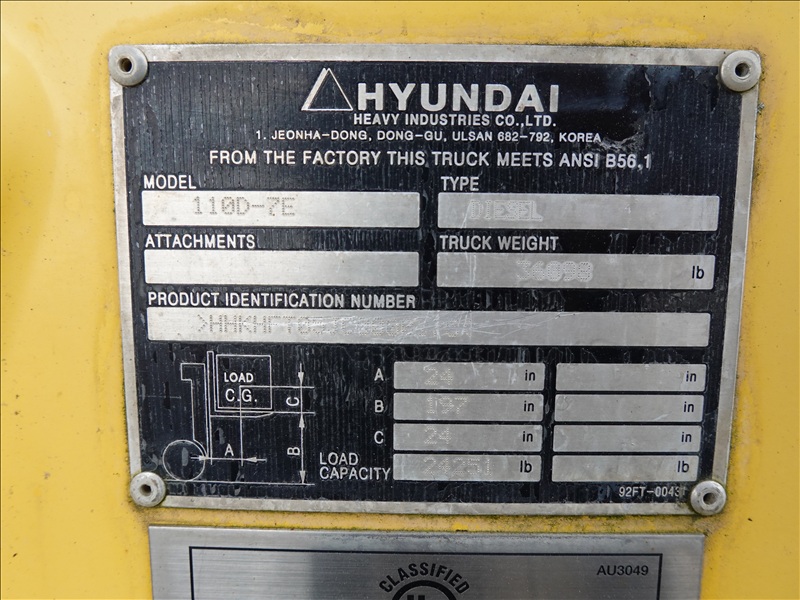 HYUNDAI
HEAVY INDUSTRIES CO.,LTD.
1. JEONHA-DONG, DONG-GU, ULSAN 682-792, KOREA
FROM THE FACTORY THIS TRUCK MEETS ANSI B56.1
MODEL TYPE
110D-7E DIESEL
ATTACHMENTS TRUCK WEIGHT
lb
PRODUCT IDENTIFICATION NUMBER
LOAD
C.G.
C
A
B
A 24 in in
B 197 in in
C 24 in in
LOAD CAPACITY 24251 lb lb
92FT-0043
AU3049
CLASSIFIED